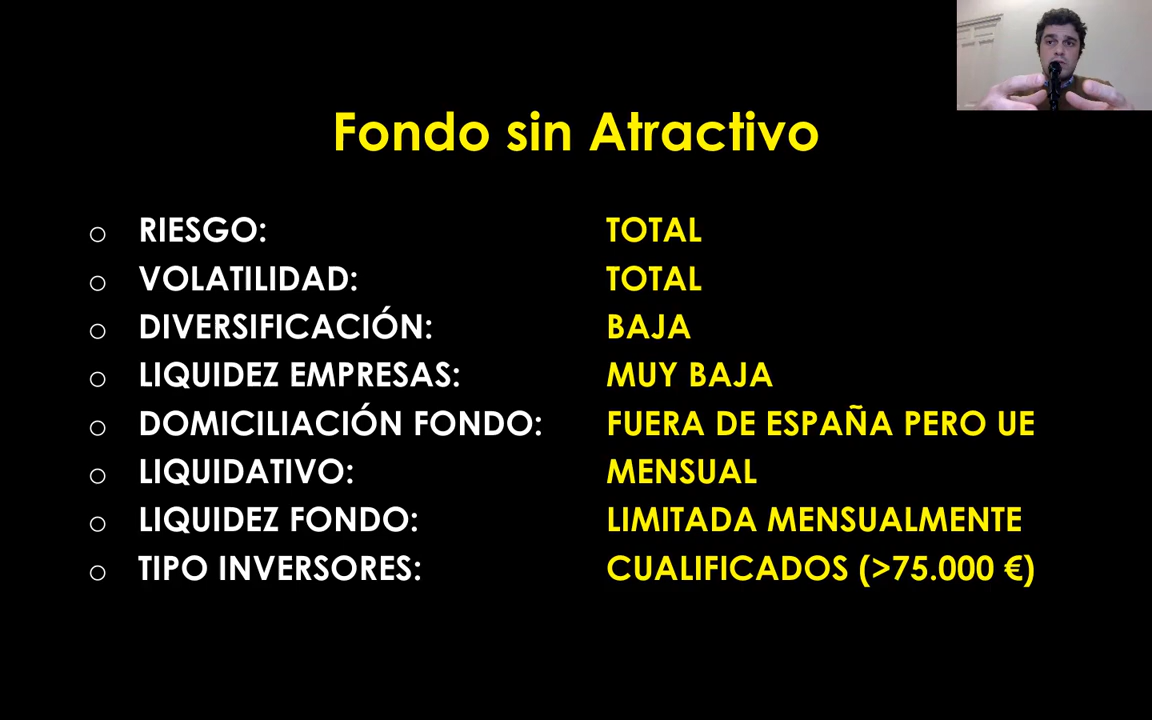 Fondo sin Atractivo
RIESGO: TOTAL
VOLATILIDAD: TOTAL
DIVERSIFICACIÓN: BAJA
LIQUIDEZ EMPRESAS: MUY BAJA
DOMICILIACIÓN FONDO: FUERA DE ESPAÑA PERO UE
LIQUIDATIVO: MENSUAL
LIQUIDEZ FONDO: LIMITADA MENSUALMENTE
TIPO INVERSORES: CUALIFICADOS (>75.000 €)